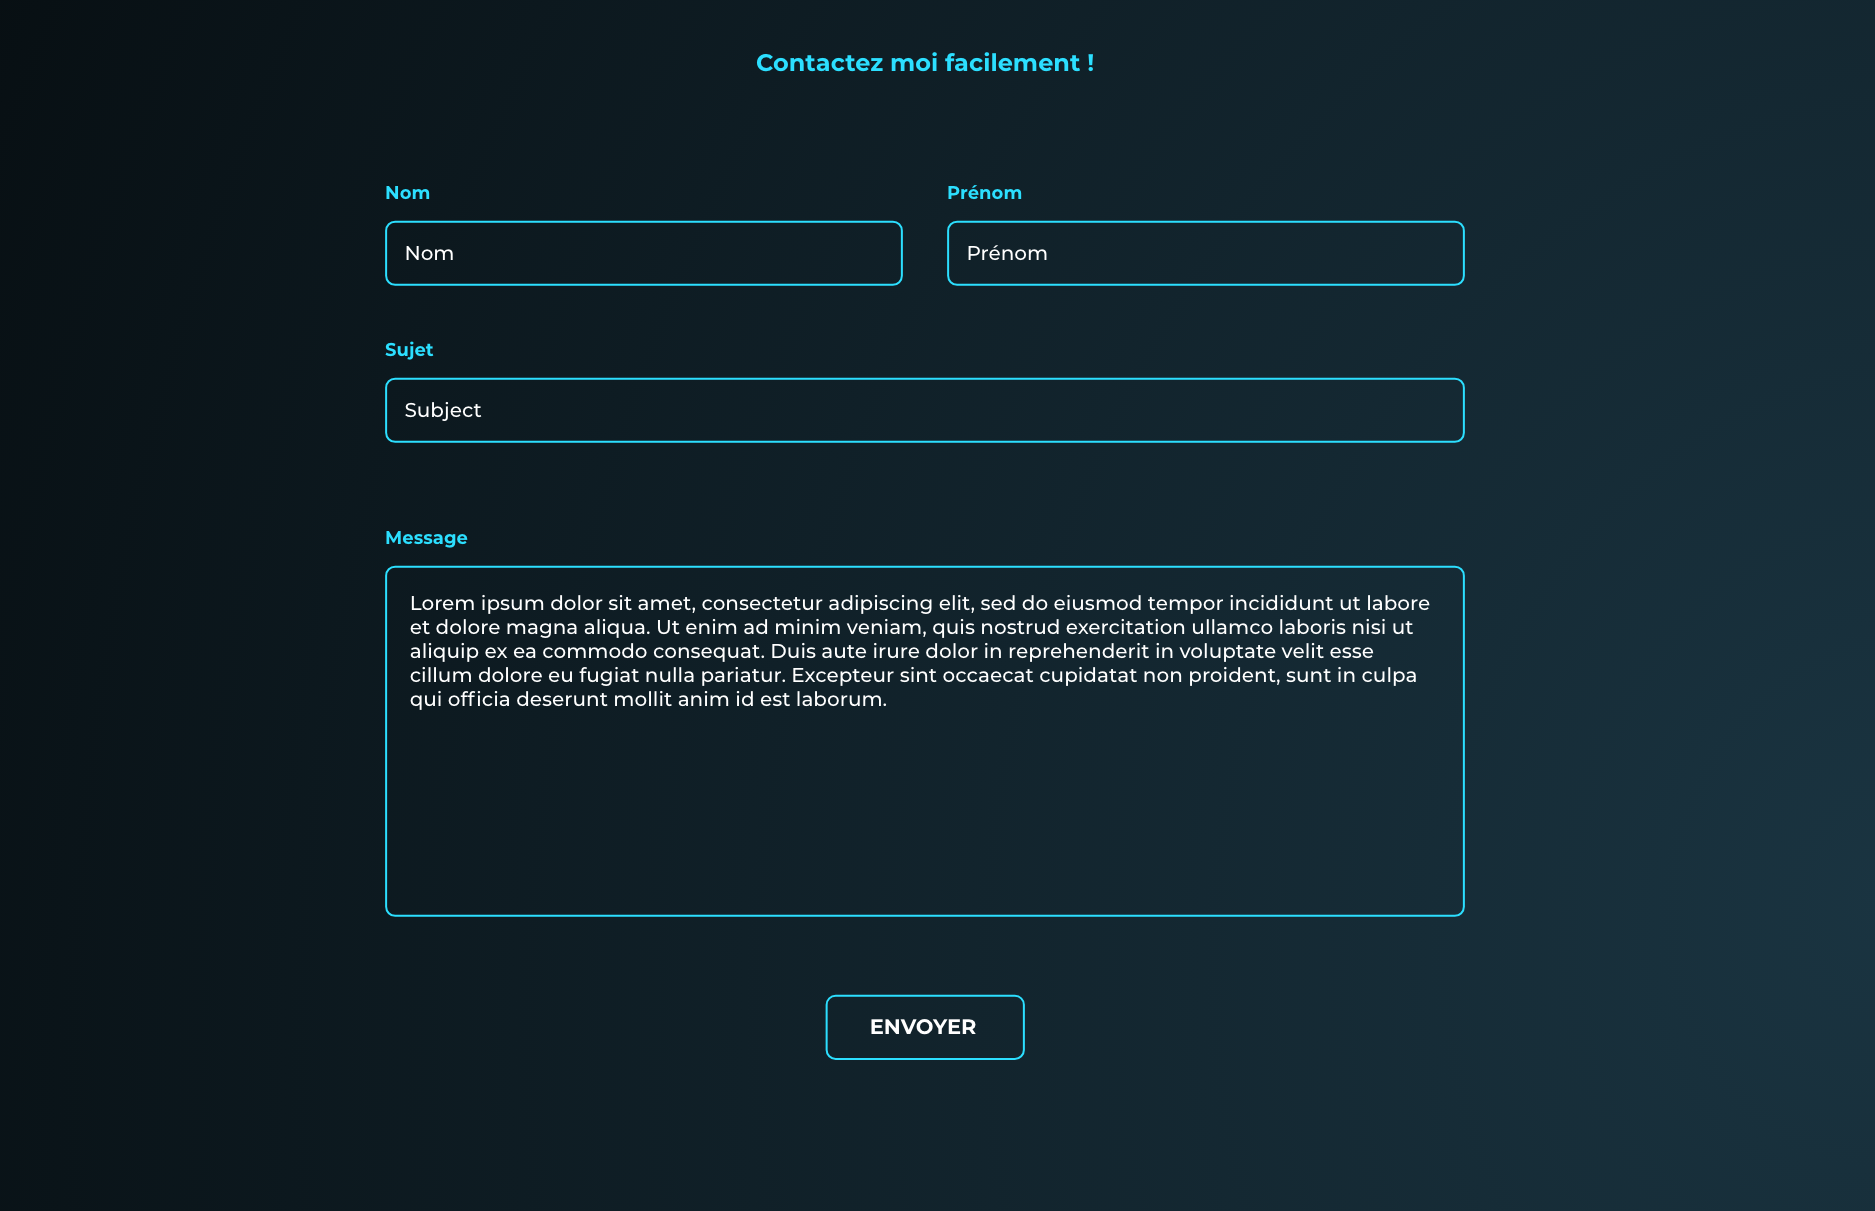 Contactez moi facilement !
Nom
Prénom
Nom
Prénom
Sujet
Subject
Message
Lorem ipsum dolor sit amet, consectetur adipiscing elit, sed do eiusmod tempor incididunt ut labore
et dolore magna aliqua. Ut enim ad minim veniam, quis nostrud exercitation ullamco laboris nisi ut
aliquip ex ea commodo consequat. Duis aute irure dolor in reprehenderit in voluptate velit esse
cillum dolore eu fugiat nulla pariatur. Excepteur sint occaecat cupidatat non proident, sunt in culpa
qui officia deserunt mollit anim id est laborum.
ENVOYER